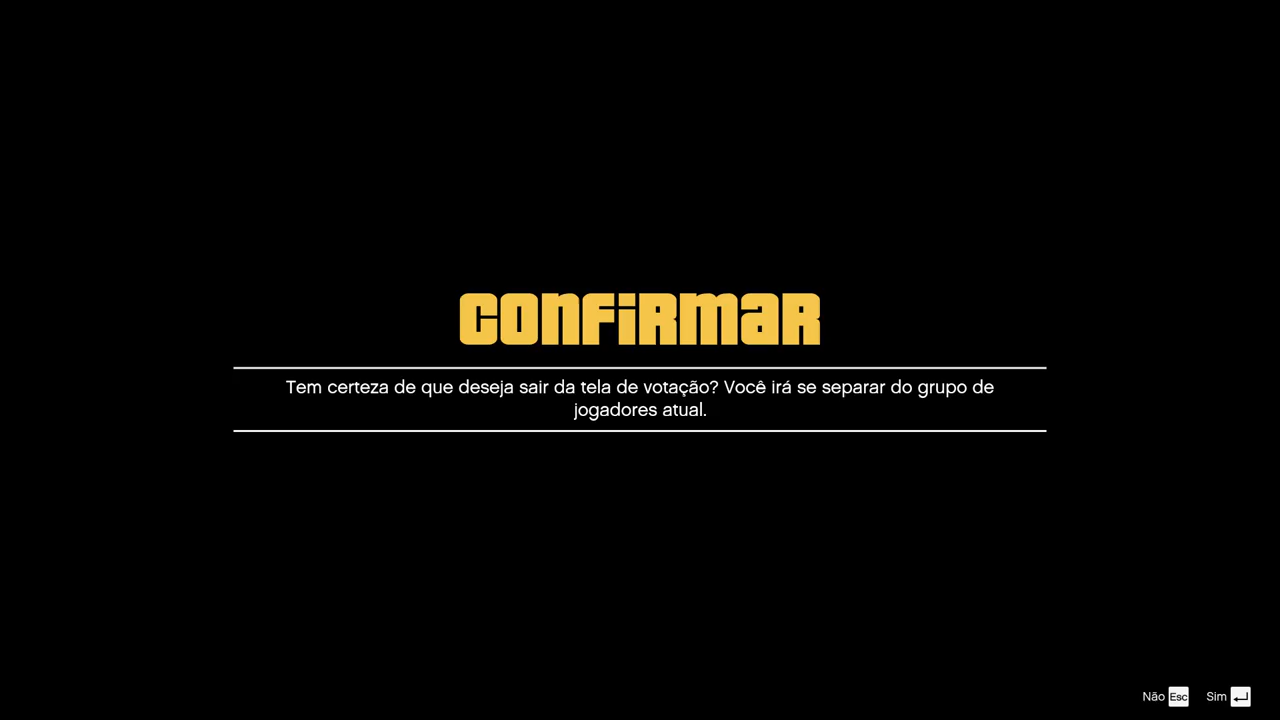 CONFIRMAR
Tem certeza de que deseja sair da tela de votação? Você irá se separar do grupo de
jogadores atual.
Não Esc Sim